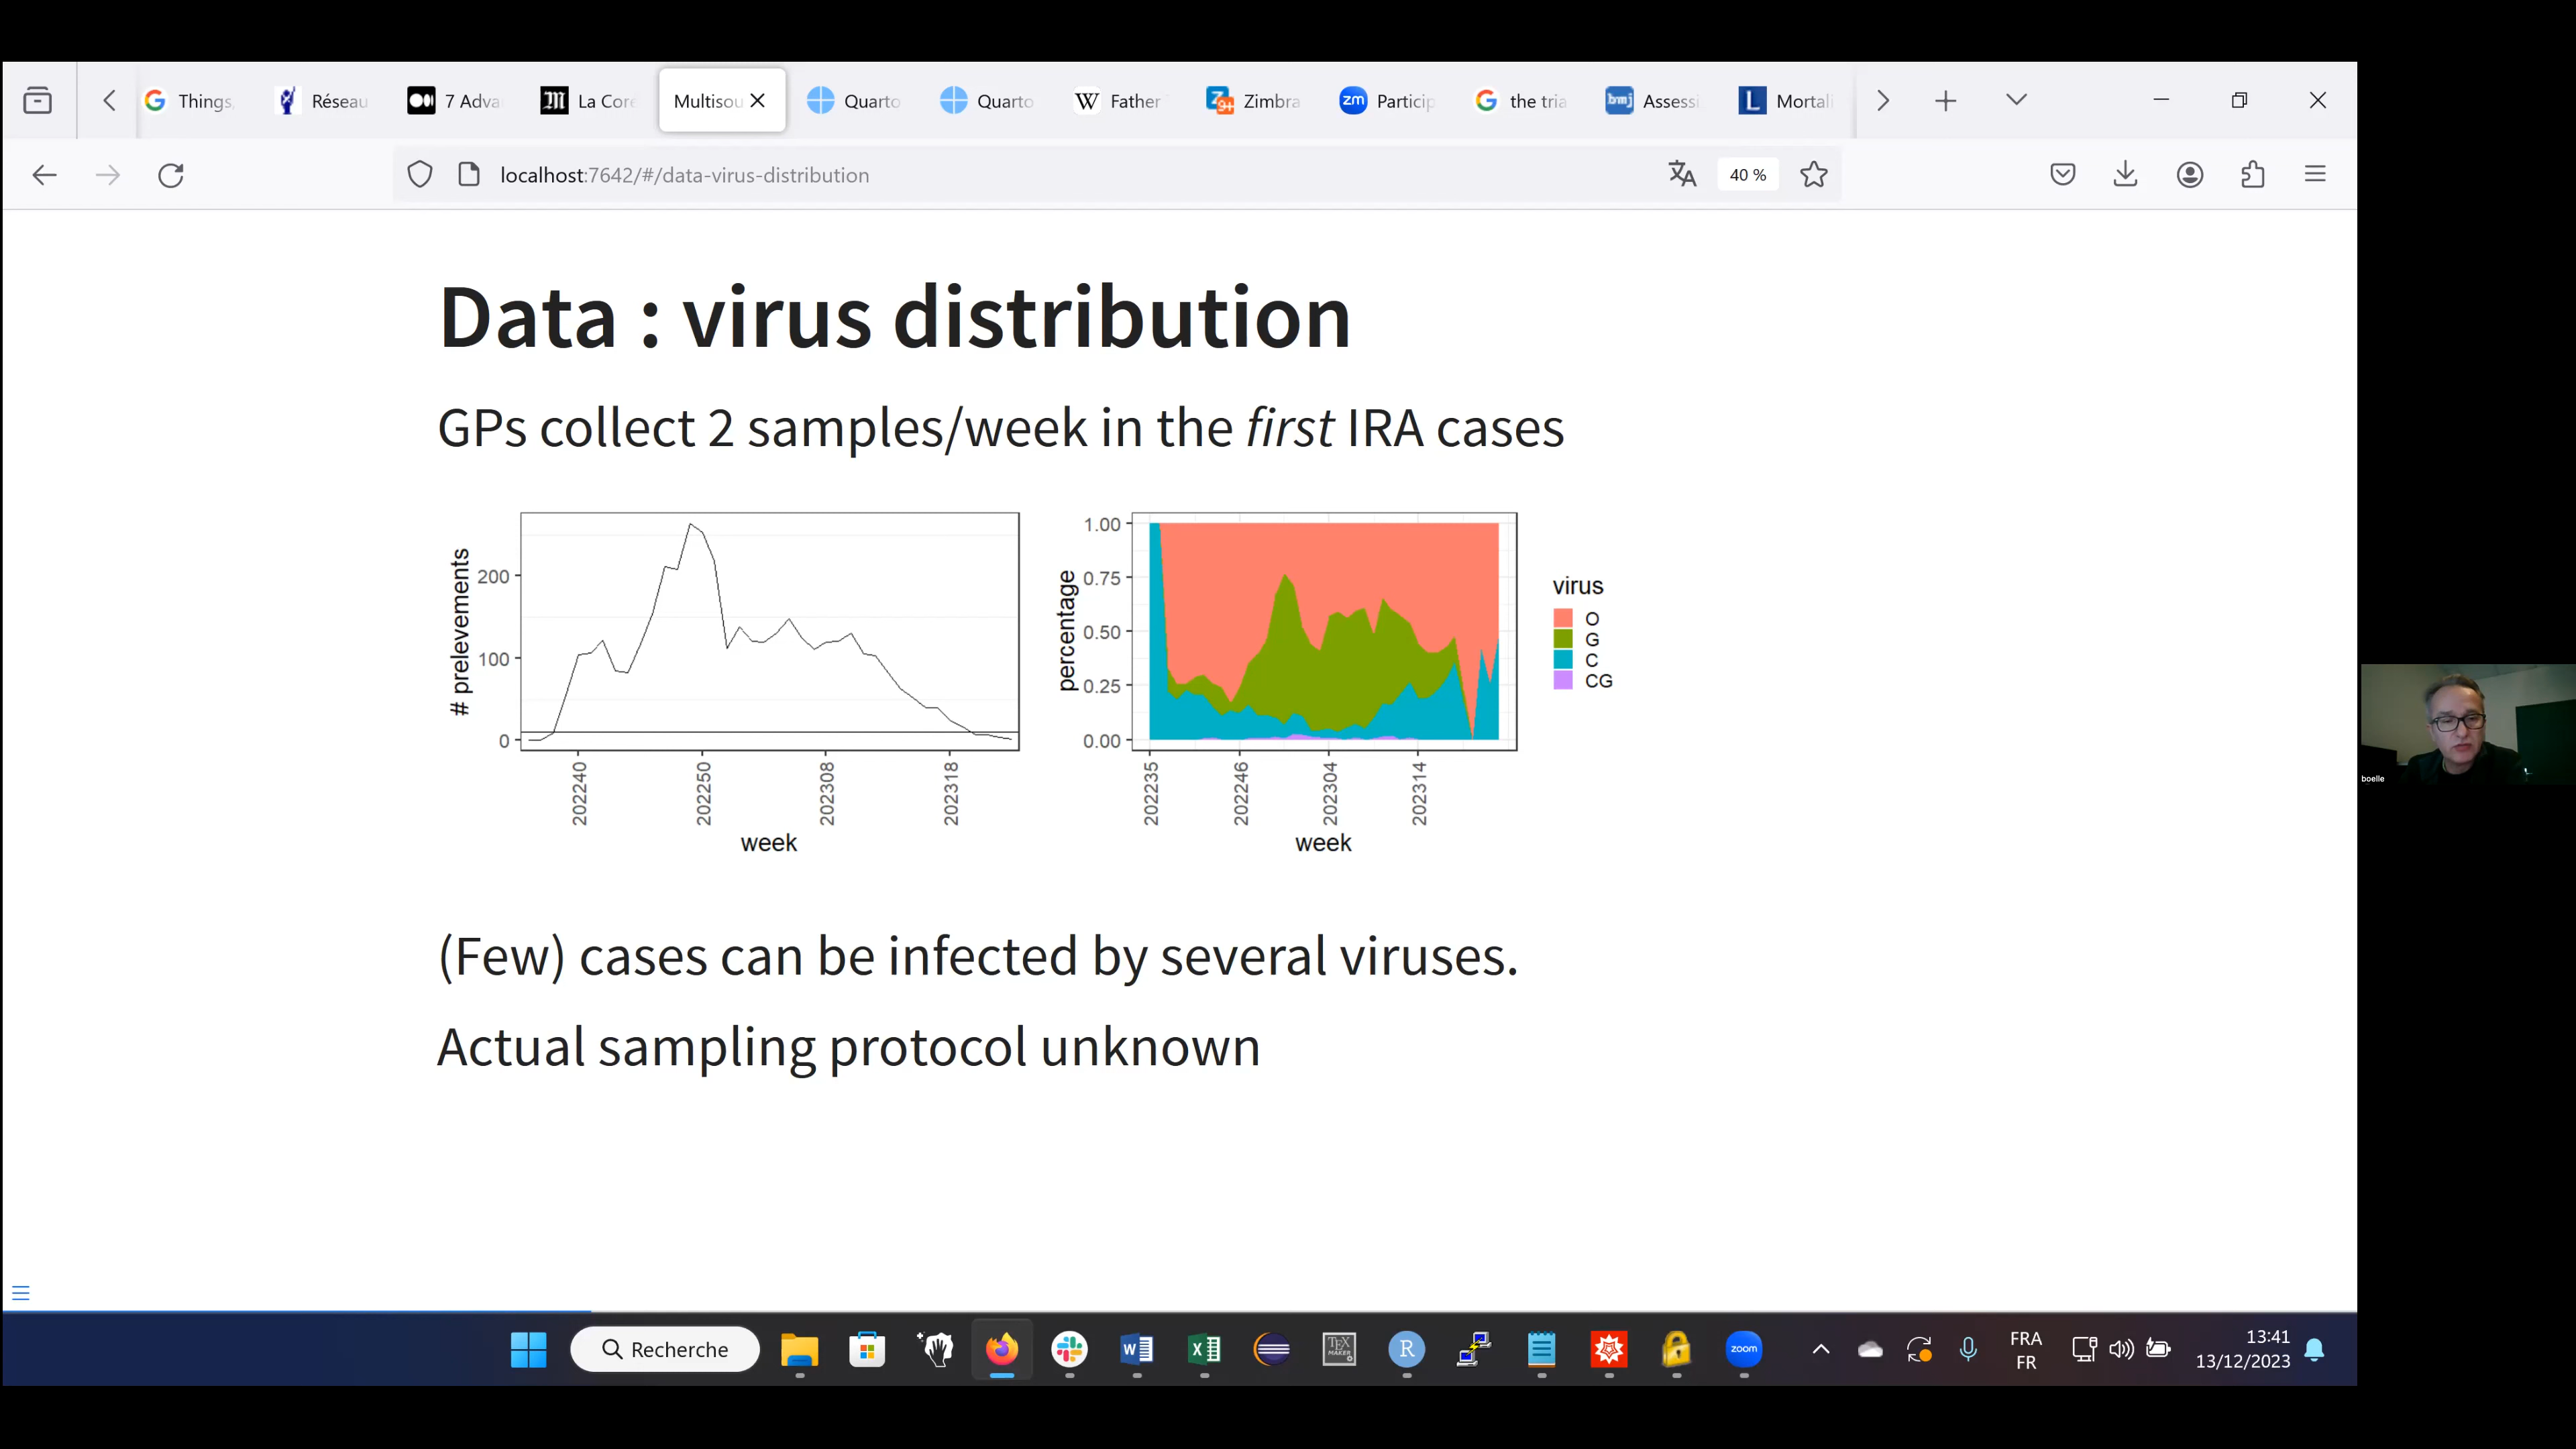 Things
Réseau
7 Adva
La Core
Multisou
Quarto
Quarto
Father
Zimbra
Particip
the tria
Assessi
Mortali
localhost:7642/#/data-virus-distribution
40 %
Data : virus distribution
GPs collect 2 samples/week in the first IRA cases
# prelevements
200
100
0
202240
202250
202308
202318
week
percentage
1.00
0.75
0.50
0.25
0.00
202235
202246
202304
202314
week
virus
O
G
C
CG
boelle
(Few) cases can be infected by several viruses.
Actual sampling protocol unknown
Recherche
zoom
FRA
FR
13:41
13/12/2023